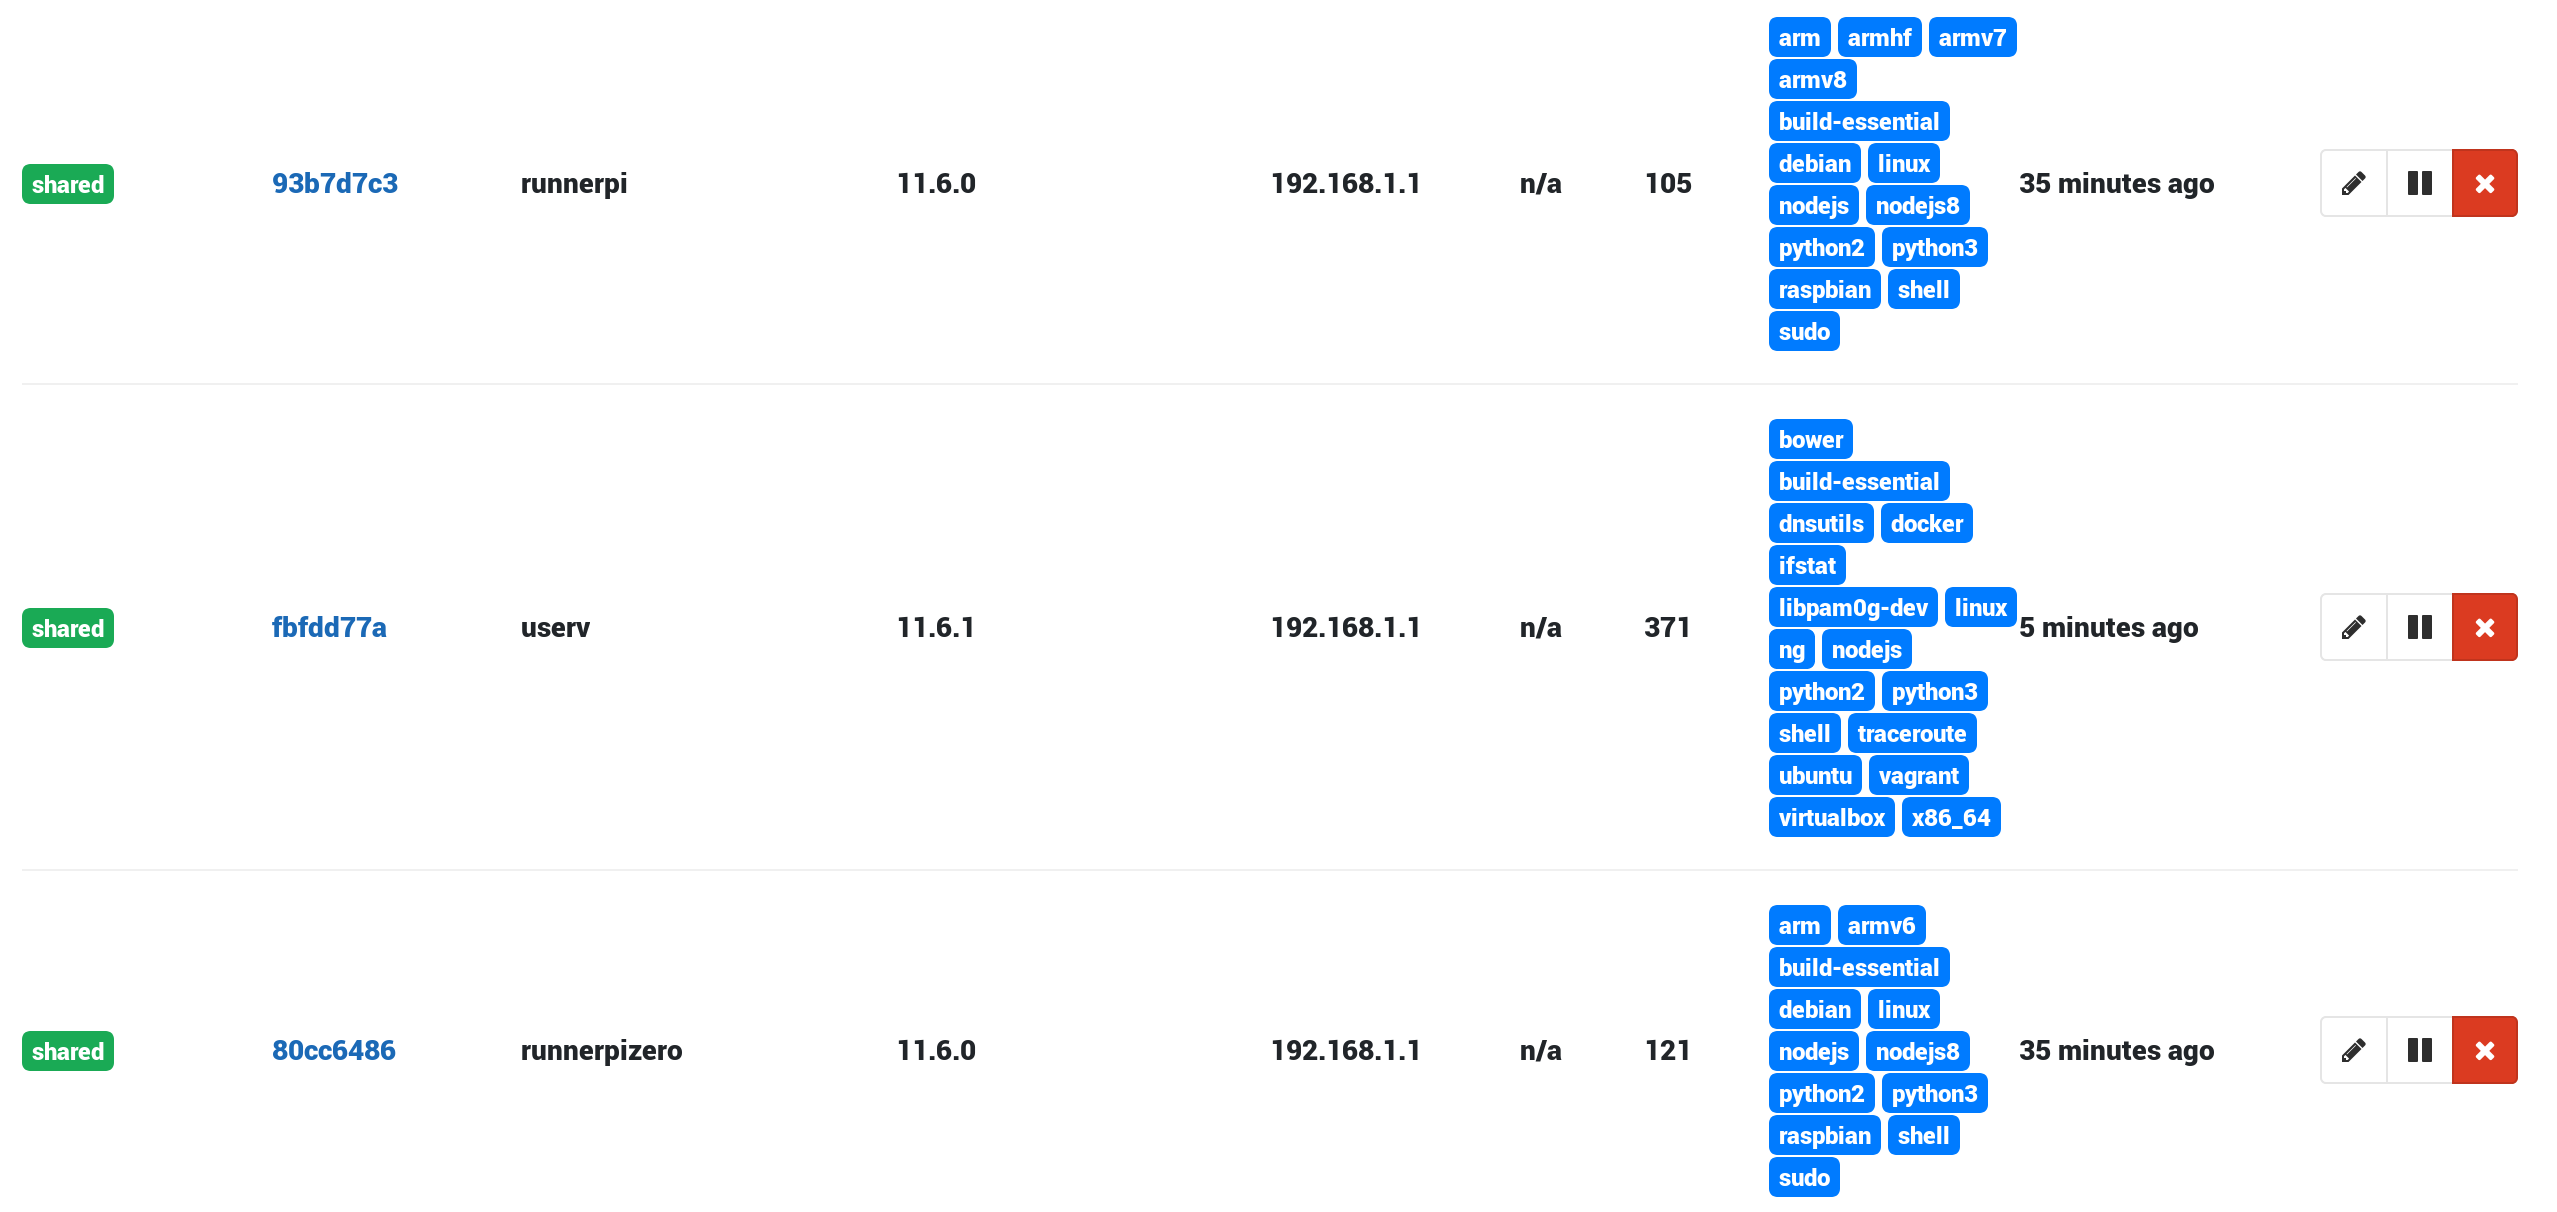 arm armhf armv7
armv8
build-essential
debian linux
shared 93b7d7c3 runnerpi 11.6.0 192.168.1.1 n/a 105 35 minutes ago
nodejs nodejs8
python2 python3
raspbian shell
sudo
bower
build-essential
dnsutils docker
ifstat
libpam0g-dev linux
shared fbfdd77a userv 11.6.1 192.168.1.1 n/a 371 5 minutes ago
ng nodejs
python2 python3
shell traceroute
ubuntu vagrant
virtualbox x86_64
arm armv6
build-essential
debian linux
shared 80cc6486 runnerpizero 11.6.0 192.168.1.1 n/a 121 nodejs nodejs8 35 minutes ago
python2 python3
raspbian shell
sudo